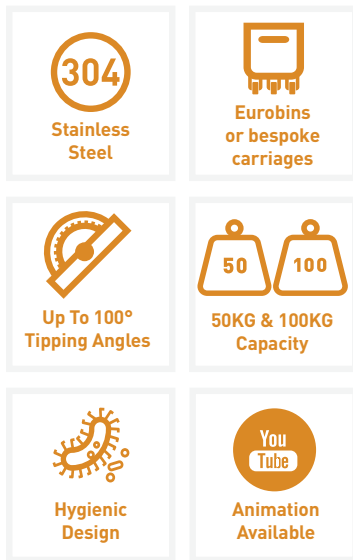 304
Stainless
Steel
Eurobins
or bespoke
carriages
Up To 100°
Tipping Angles
50
100
50KG & 100KG
Capacity
Hygienic
Design
You
Tube
Animation
Available